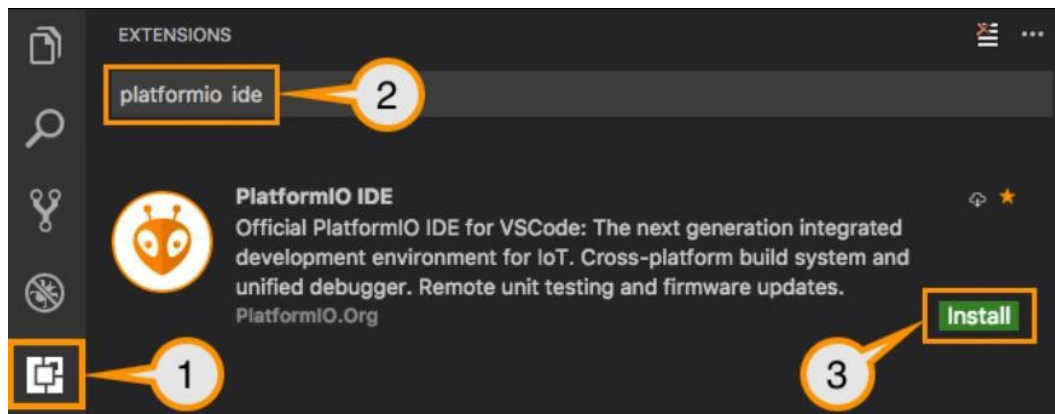 EXTENSIONS
platformio ide
2
PlatformIO IDE
Official PlatformIO IDE for VSCode: The next generation integrated
development environment for IoT. Cross-platform build system and
unified debugger. Remote unit testing and firmware updates.
PlatformIO.Org
Install
1
3